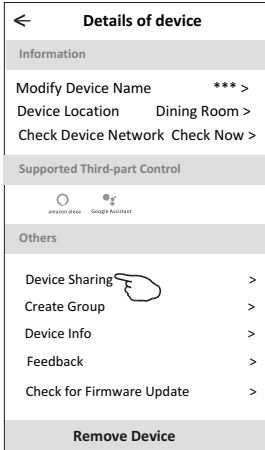 ← Details of device
Information
Modify Device Name *** >
Device Location Dining Room >
Check Device Network Check Now >
Supported Third-part Control
amazon alexa Google Assistant
Others
Device Sharing >
Create Group >
Device Info >
Feedback >
Check for Firmware Update >
Remove Device